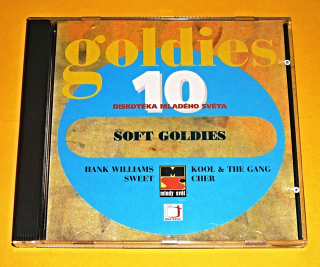 goldies
10
DISKOTÉKA MLADÉHO SVĚTA
SOFT GOLDIES
HANK WILLIAMS
SWEET
KOOL & THE GANG
CHER
mladý svět